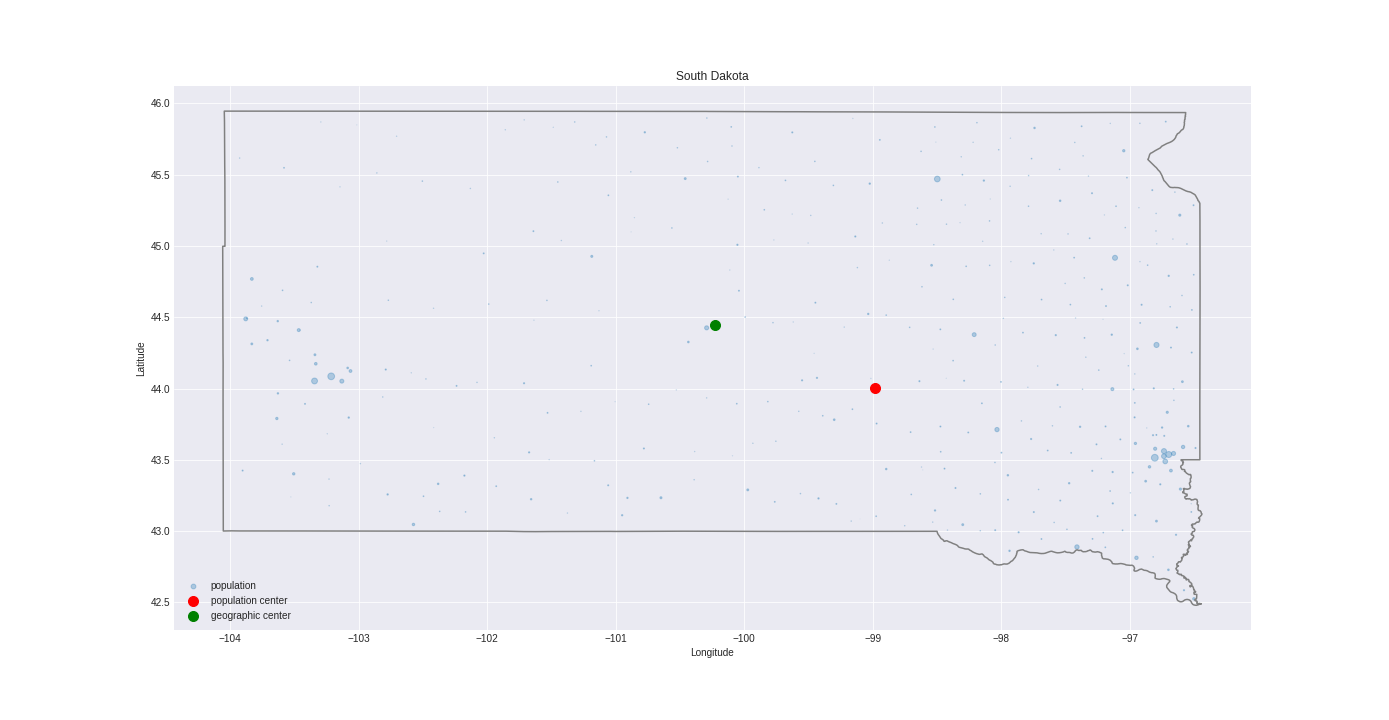 South Dakota
46.0
45.5
45.0
44.5
44.0
43.5
43.0
42.5
Latitude
population
population center
geographic center
−104 −103 −102 −101 −100 −99 −98 −97
Longitude